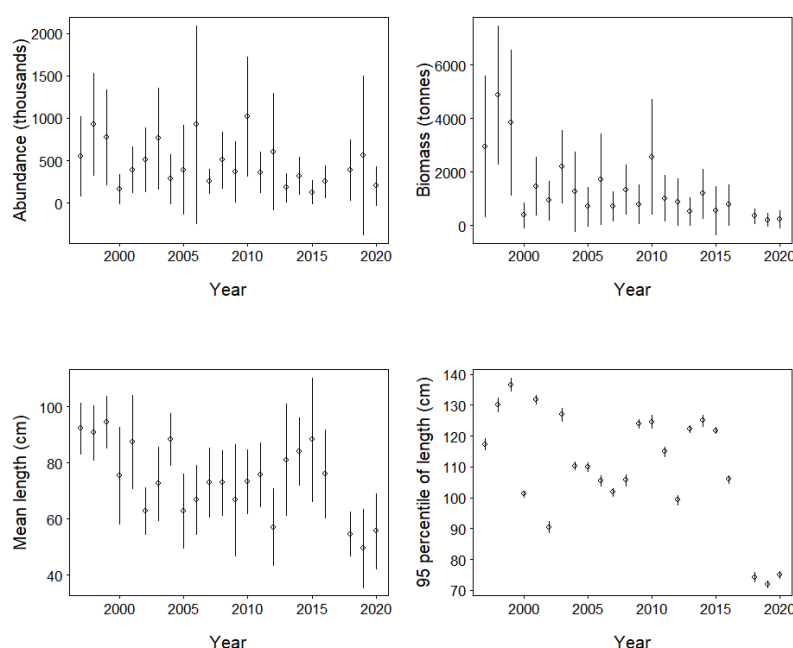 Abundance (thousands)
2000
1500
1000
500
0
2000 2005 2010 2015 2020
Year
Biomass (tonnes)
6000
4000
2000
0
2000 2005 2010 2015 2020
Year
Mean length (cm)
100
80
60
40
2000 2005 2010 2015 2020
Year
95 percentile of length (cm)
140
130
120
110
100
90
80
70
2000 2005 2010 2015 2020
Year